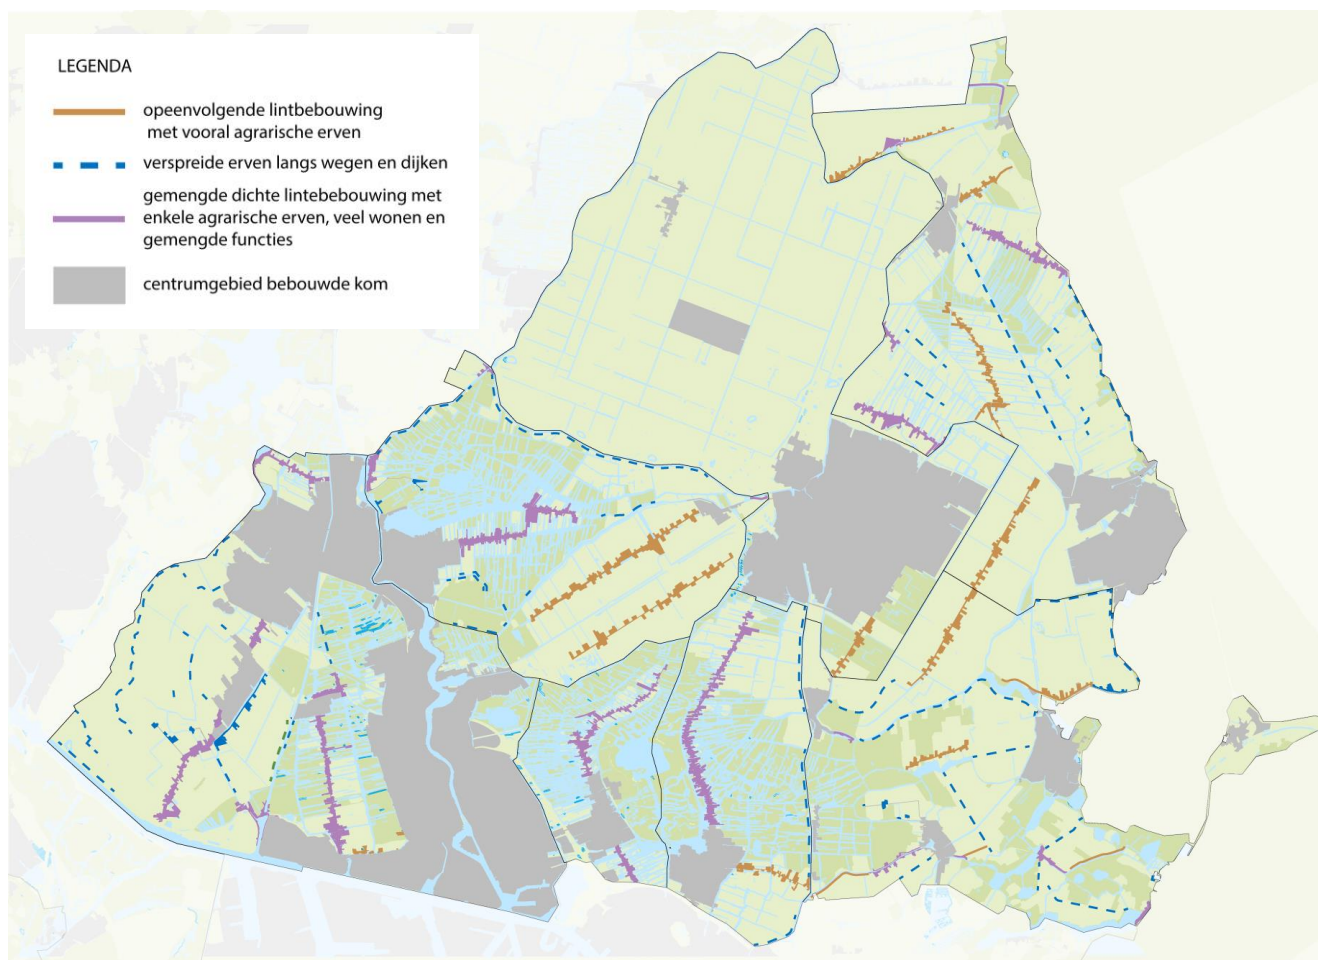 LEGENDA
opeenvolgende lintbebouwing
met vooral agrarische erven
verspreide erven langs wegen en dijken
gemengde dichte lintebebouwing met
enkele agrarische erven, veel wonen en
gemengde functies
centrumgebied bebouwde kom